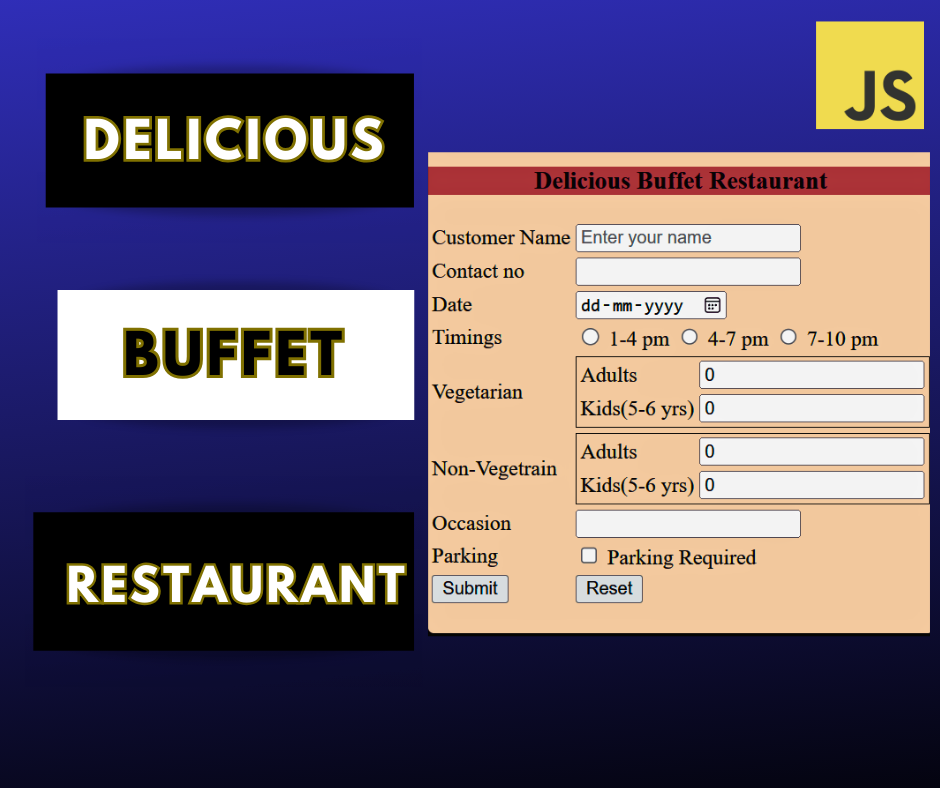 DELICIOUS
BUFFET
RESTAURANT
JS
Delicious Buffet Restaurant
Customer Name Enter your name
Contact no
Date dd-mm-yyyy
Timings 1-4 pm 4-7 pm 7-10 pm
Vegetarian
Adults 0
Kids(5-6 yrs) 0
Non-Vegetrain
Adults 0
Kids(5-6 yrs) 0
Occasion
Parking Parking Required
Submit Reset